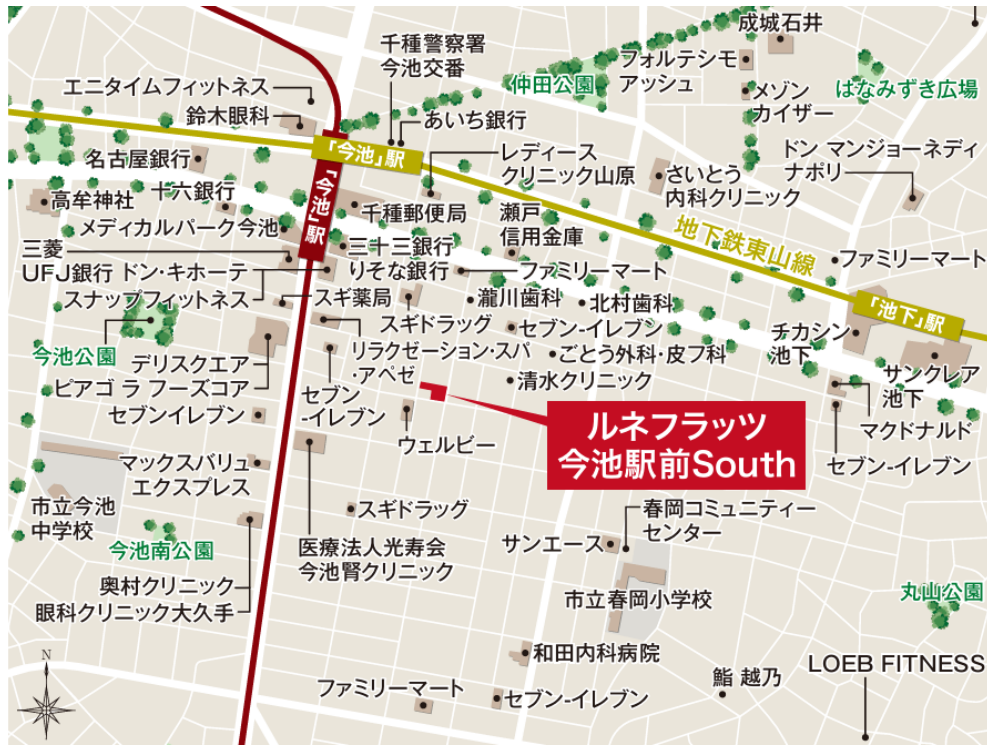 成城石井
千種警察署
今池交番
フォルテシモ
アッシュ
エニタイムフィットネス
仲田公園
はなみずき広場
メゾン
カイザー
鈴木眼科
あいち銀行
「今池」駅
レディース
クリニック山原
ドン マンジョーネディ
ナポリ
名古屋銀行
さいとう
内科クリニック
「今池」駅
十六銀行
高牟神社
千種郵便局
瀬戸
信用金庫
メディカルパーク今池
地下鉄東山線
三菱
UFJ銀行
三十三銀行
りそな銀行
ドン・キホーテ
ファミリーマート
ファミリーマート
スナップフィットネス
スギ薬局
瀧川歯科
北村歯科
「池下」駅
スギドラッグ
セブン-イレブン
チカシン
池下
今池公園
デリスクエア
リラクゼーション・スパ
・アペゼ
ごとう外科・皮フ科
ピアゴ ラ フーズコア
セブン
-イレブン
清水クリニック
サンクレア
池下
セブンイレブン
ウェルビー
ルネフラッツ
今池駅前South
マクドナルド
セブン-イレブン
マックスバリュ
エクスプレス
市立今池
中学校
スギドラッグ
春岡コミュニティー
センター
今池南公園
医療法人光寿会
今池腎クリニック
サンエース
奥村クリニック
眼科クリニック大久手
市立春岡小学校
丸山公園
和田内科病院
N
LOEB FITNESS
鮨 越乃
ファミリーマート
セブン-イレブン